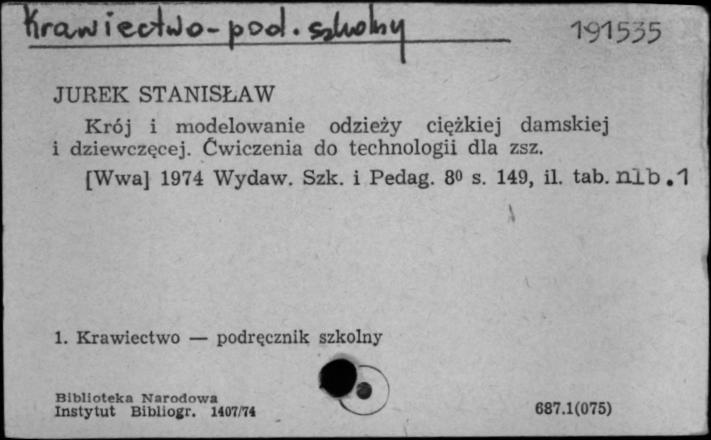 Krawiectwo - pod. szkolny 191535
JUREK STANISŁAW
Krój i modelowanie odzieży ciężkiej damskiej
i dziewczęcej. Ćwiczenia do technologii dla zsz.
[Wwa] 1974 Wydaw. Szk. i Pedag. 8⁰ s. 149, il. tab. nlb.1
1. Krawiectwo — podręcznik szkolny
Biblioteka Narodowa
Instytut Bibliogr. 1407/74 687.1(075)